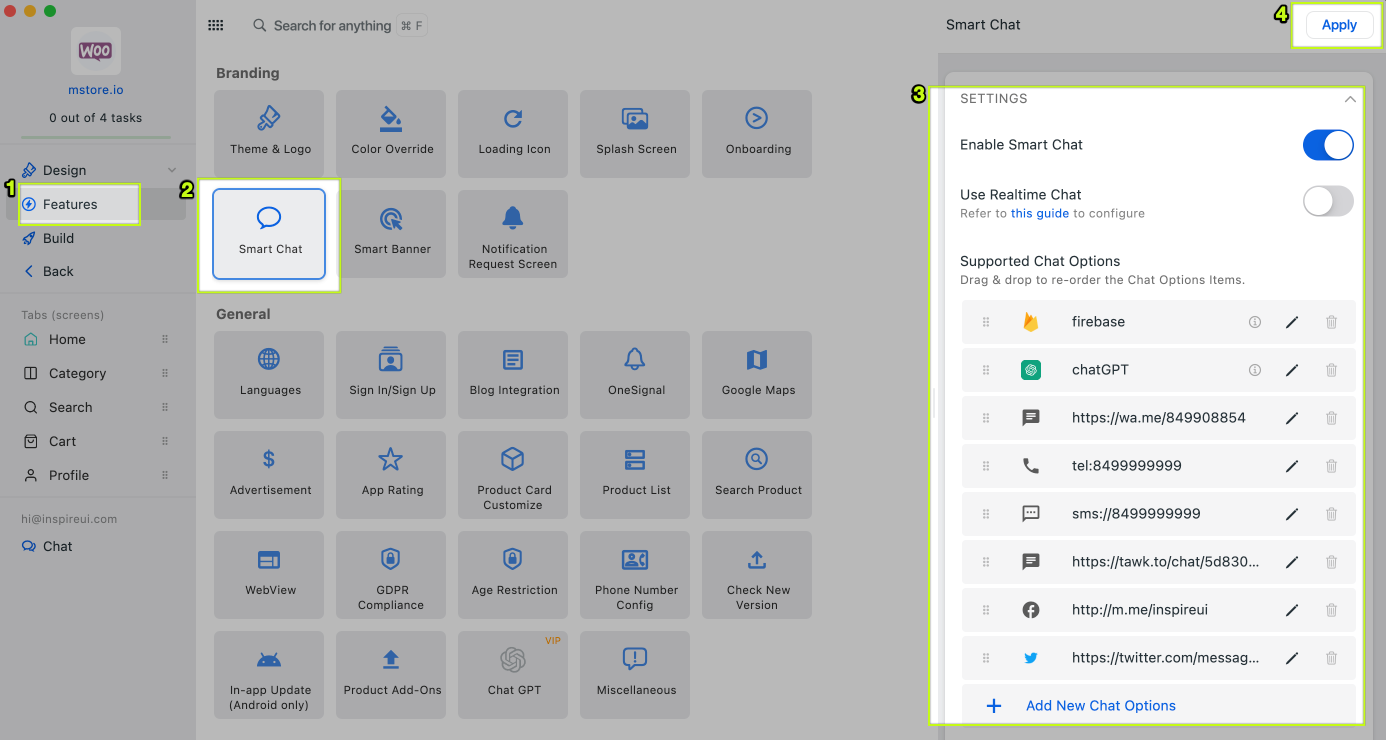 WOO
mstore.io
0 out of 4 tasks
Design
1
Features
Build
Back
Tabs (screens)
Home
Category
Search
Cart
Profile
hi@inspireui.com
Chat
Search for anything ⌘ F
Branding
Theme & Logo
Color Override
Loading Icon
Splash Screen
Onboarding
2
Smart Chat
Smart Banner
Notification
Request Screen
General
Languages
Sign In/Sign Up
Blog Integration
OneSignal
Google Maps
Advertisement
App Rating
Product Card
Customize
Product List
Search Product
WebView
GDPR
Compliance
Age Restriction
Phone Number
Config
Check New
Version
In-app Update
(Android only)
Product Add-Ons
VIP
Chat GPT
Miscellaneous
Smart Chat
4
Apply
3
SETTINGS
Enable Smart Chat
Use Realtime Chat
Refer to this guide to configure
Supported Chat Options
Drag & drop to re-order the Chat Options Items.
firebase
chatGPT
https://wa.me/849908854
tel:8499999999
sms://8499999999
https://tawk.to/chat/5d830...
http://m.me/inspireui
https://twitter.com/messag...
+ Add New Chat Options